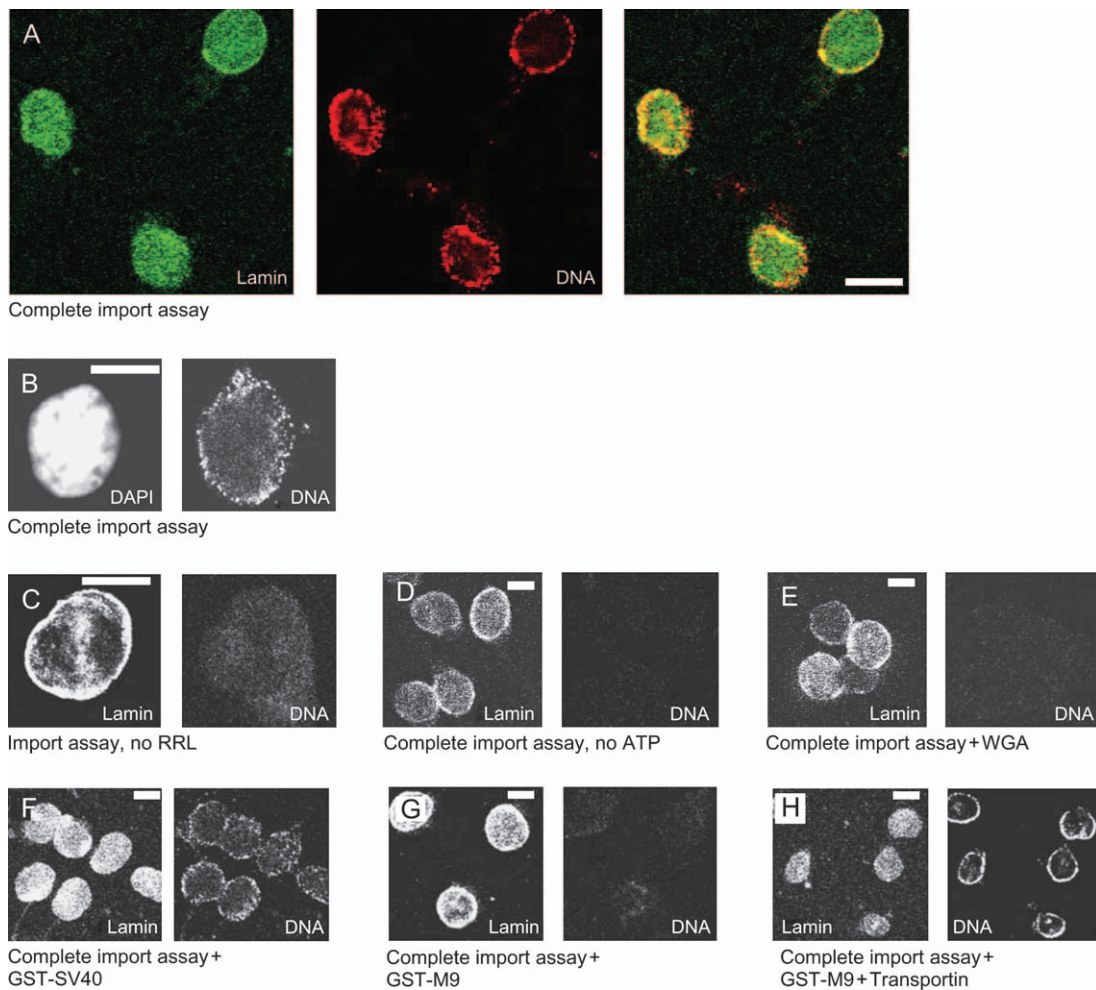 A
Lamin
DNA
Complete import assay
B
DAPI
DNA
Complete import assay
C
Lamin
DNA
Import assay, no RRL
D
Lamin
DNA
Complete import assay, no ATP
E
Lamin
DNA
Complete import assay+WGA
F
Lamin
DNA
Complete import assay+
GST-SV40
G
Lamin
DNA
Complete import assay+
GST-M9
H
Lamin
DNA
Complete import assay+
GST-M9+Transportin